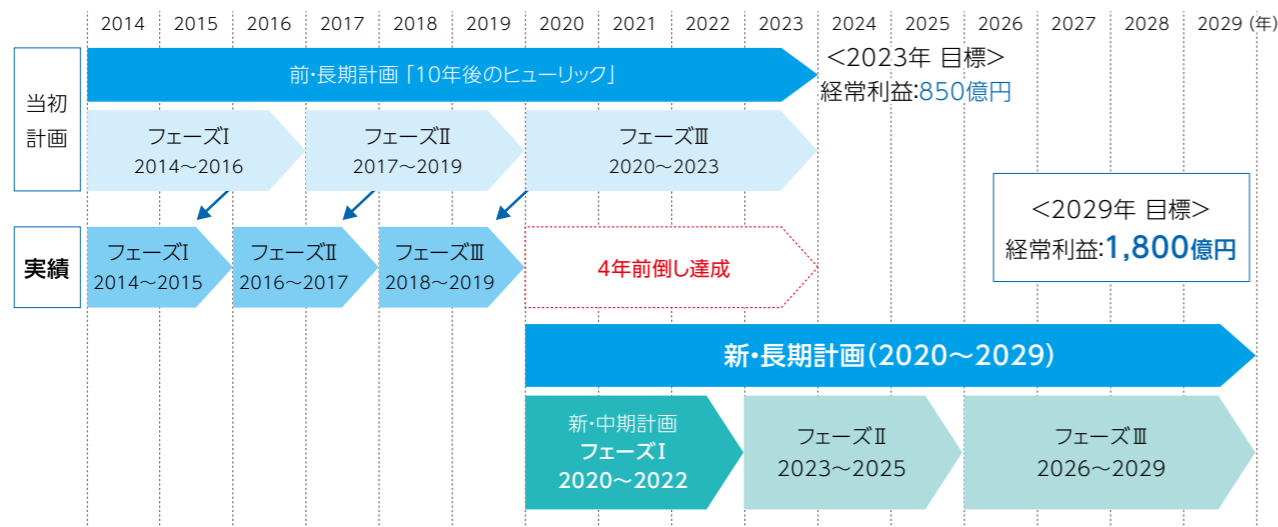 2014 2015 2016 2017 2018 2019 2020 2021 2022 2023 2024 2025 2026 2027 2028 2029 (年)
当初
計画
前・長期計画「10年後のヒューリック」
<2023年 目標>
経常利益:850億円
フェーズⅠ
2014〜2016
フェーズⅡ
2017〜2019
フェーズⅢ
2020〜2023
<2029年 目標>
経常利益:1,800億円
実績
フェーズⅠ
2014〜2015
フェーズⅡ
2016〜2017
フェーズⅢ
2018〜2019
4年前倒し達成
新・長期計画(2020〜2029)
新・中期計画
フェーズⅠ
2020〜2022
フェーズⅡ
2023〜2025
フェーズⅢ
2026〜2029